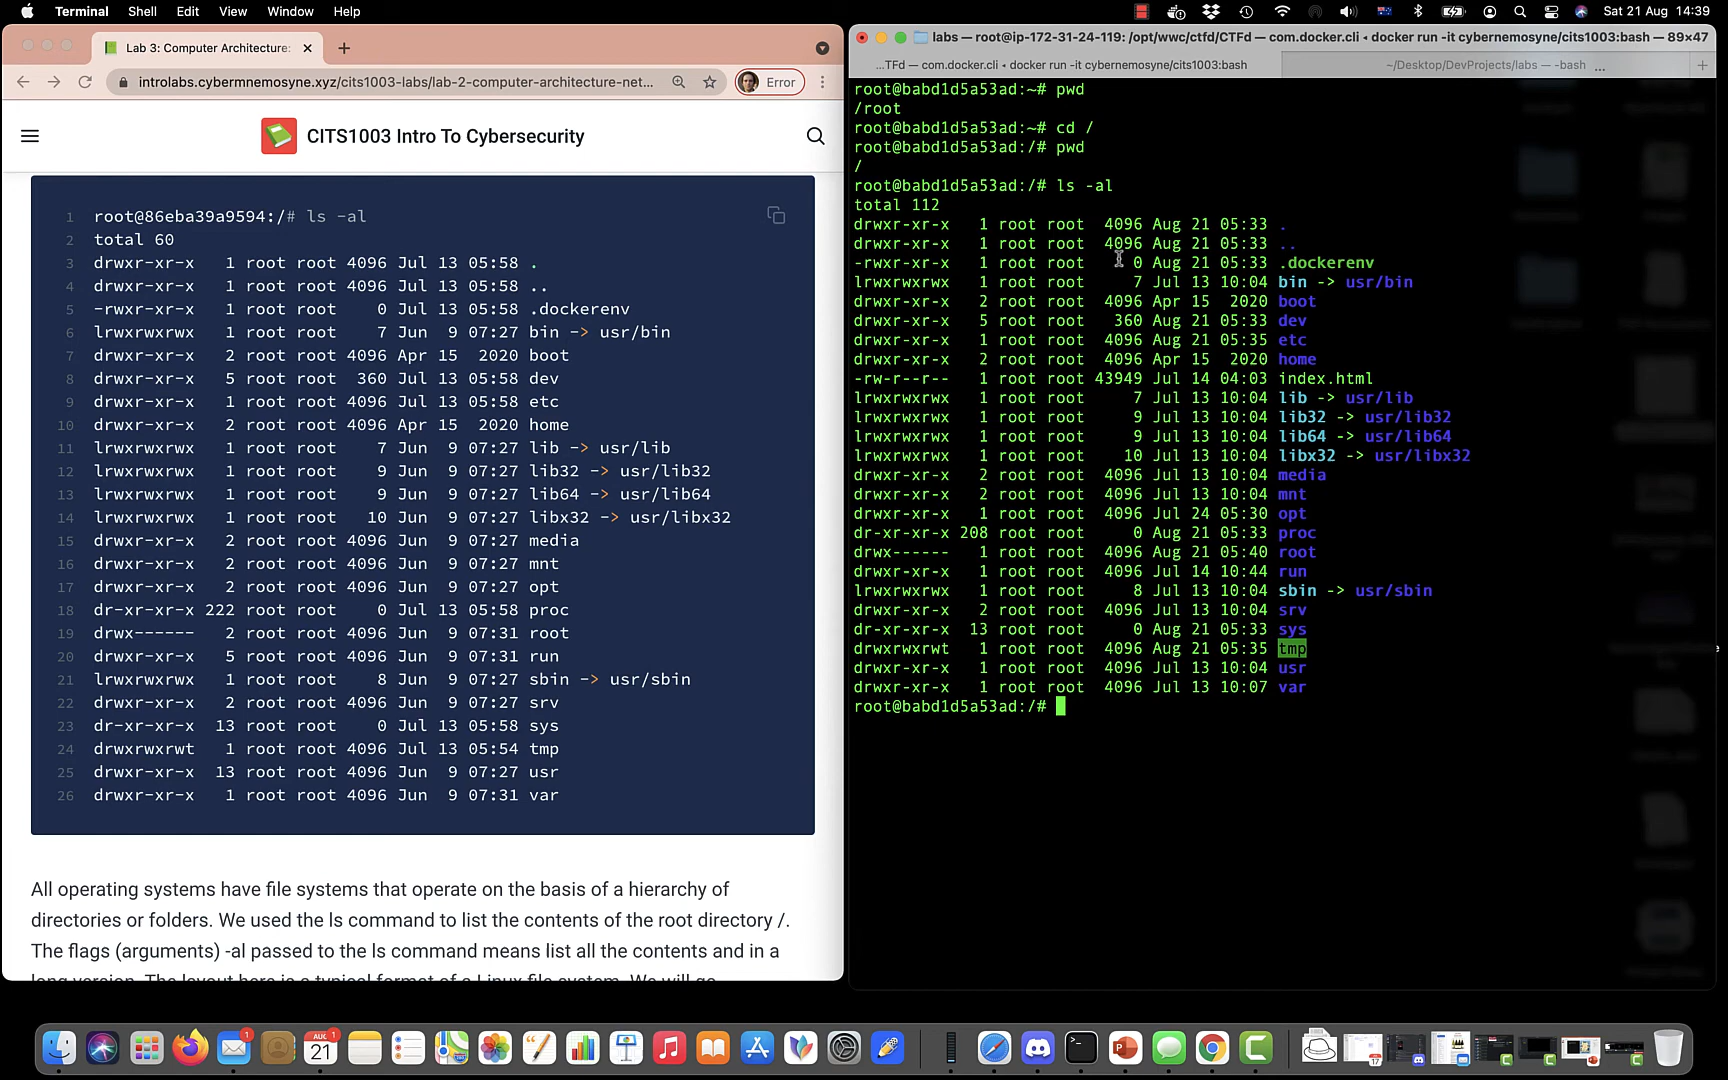 Terminal Shell Edit View Window Help Sat 21 Aug 14:39
Lab 3: Computer Architecture:
introlabs.cybermnemosyne.xyz/cits1003-labs/lab-2-computer-architecture-net... Error
CITS1003 Intro To Cybersecurity
1 root@86eba39a9594:/# ls -al
2 total 60
3 drwxr-xr-x 1 root root 4096 Jul 13 05:58 .
4 drwxr-xr-x 1 root root 4096 Jul 13 05:58 ..
5 -rwxr-xr-x 1 root root 0 Jul 13 05:58 .dockerenv
6 lrwxrwxrwx 1 root root 7 Jun 9 07:27 bin -> usr/bin
7 drwxr-xr-x 2 root root 4096 Apr 15 2020 boot
8 drwxr-xr-x 5 root root 360 Jul 13 05:58 dev
9 drwxr-xr-x 1 root root 4096 Jul 13 05:58 etc
10 drwxr-xr-x 2 root root 4096 Apr 15 2020 home
11 lrwxrwxrwx 1 root root 7 Jun 9 07:27 lib -> usr/lib
12 lrwxrwxrwx 1 root root 9 Jun 9 07:27 lib32 -> usr/lib32
13 lrwxrwxrwx 1 root root 9 Jun 9 07:27 lib64 -> usr/lib64
14 lrwxrwxrwx 1 root root 10 Jun 9 07:27 libx32 -> usr/libx32
15 drwxr-xr-x 2 root root 4096 Jun 9 07:27 media
16 drwxr-xr-x 2 root root 4096 Jun 9 07:27 mnt
17 drwxr-xr-x 2 root root 4096 Jun 9 07:27 opt
18 dr-xr-xr-x 222 root root 0 Jul 13 05:58 proc
19 drwx------ 2 root root 4096 Jun 9 07:31 root
20 drwxr-xr-x 5 root root 4096 Jun 9 07:31 run
21 lrwxrwxrwx 1 root root 8 Jun 9 07:27 sbin -> usr/sbin
22 drwxr-xr-x 2 root root 4096 Jun 9 07:27 srv
23 dr-xr-xr-x 13 root root 0 Jul 13 05:58 sys
24 drwxrwxrwt 1 root root 4096 Jul 13 05:54 tmp
25 drwxr-xr-x 13 root root 4096 Jun 9 07:27 usr
26 drwxr-xr-x 1 root root 4096 Jun 9 07:31 var
All operating systems have file systems that operate on the basis of a hierarchy of
directories or folders. We used the ls command to list the contents of the root directory /.
The flags (arguments) -al passed to the ls command means list all the contents and in a
long version. The layout here is a typical format of a Linux file system. We will go
labs — root@ip-172-31-24-119: /opt/wwc/ctfd/CTFd — com.docker.cli ◂ docker run -it cybernemosyne/cits1003:bash — 89×47
...TFd — com.docker.cli ◂ docker run -it cybernemosyne/cits1003:bash ~/Desktop/DevProjects/labs — -bash ...
root@babd1d5a53ad:~# pwd
/root
root@babd1d5a53ad:~# cd /
root@babd1d5a53ad:/# pwd
/
root@babd1d5a53ad:/# ls -al
total 112
drwxr-xr-x 1 root root 4096 Aug 21 05:33 .
drwxr-xr-x 1 root root 4096 Aug 21 05:33 ..
-rwxr-xr-x 1 root root 0 Aug 21 05:33 .dockerenv
lrwxrwxrwx 1 root root 7 Jul 13 10:04 bin -> usr/bin
drwxr-xr-x 2 root root 4096 Apr 15 2020 boot
drwxr-xr-x 5 root root 360 Aug 21 05:33 dev
drwxr-xr-x 1 root root 4096 Aug 21 05:35 etc
drwxr-xr-x 2 root root 4096 Apr 15 2020 home
-rw-r--r-- 1 root root 43949 Jul 14 04:03 index.html
lrwxrwxrwx 1 root root 7 Jul 13 10:04 lib -> usr/lib
lrwxrwxrwx 1 root root 9 Jul 13 10:04 lib32 -> usr/lib32
lrwxrwxrwx 1 root root 9 Jul 13 10:04 lib64 -> usr/lib64
lrwxrwxrwx 1 root root 10 Jul 13 10:04 libx32 -> usr/libx32
drwxr-xr-x 2 root root 4096 Jul 13 10:04 media
drwxr-xr-x 2 root root 4096 Jul 13 10:04 mnt
drwxr-xr-x 1 root root 4096 Jul 24 05:30 opt
dr-xr-xr-x 208 root root 0 Aug 21 05:33 proc
drwx------ 1 root root 4096 Aug 21 05:40 root
drwxr-xr-x 1 root root 4096 Jul 14 10:44 run
lrwxrwxrwx 1 root root 8 Jul 13 10:04 sbin -> usr/sbin
drwxr-xr-x 2 root root 4096 Jul 13 10:04 srv
dr-xr-xr-x 13 root root 0 Aug 21 05:33 sys
drwxrwxrwt 1 root root 4096 Aug 21 05:35 tmp
drwxr-xr-x 1 root root 4096 Jul 13 10:04 usr
drwxr-xr-x 1 root root 4096 Jul 13 10:07 var
root@babd1d5a53ad:/#
1
AUG 1
21
17